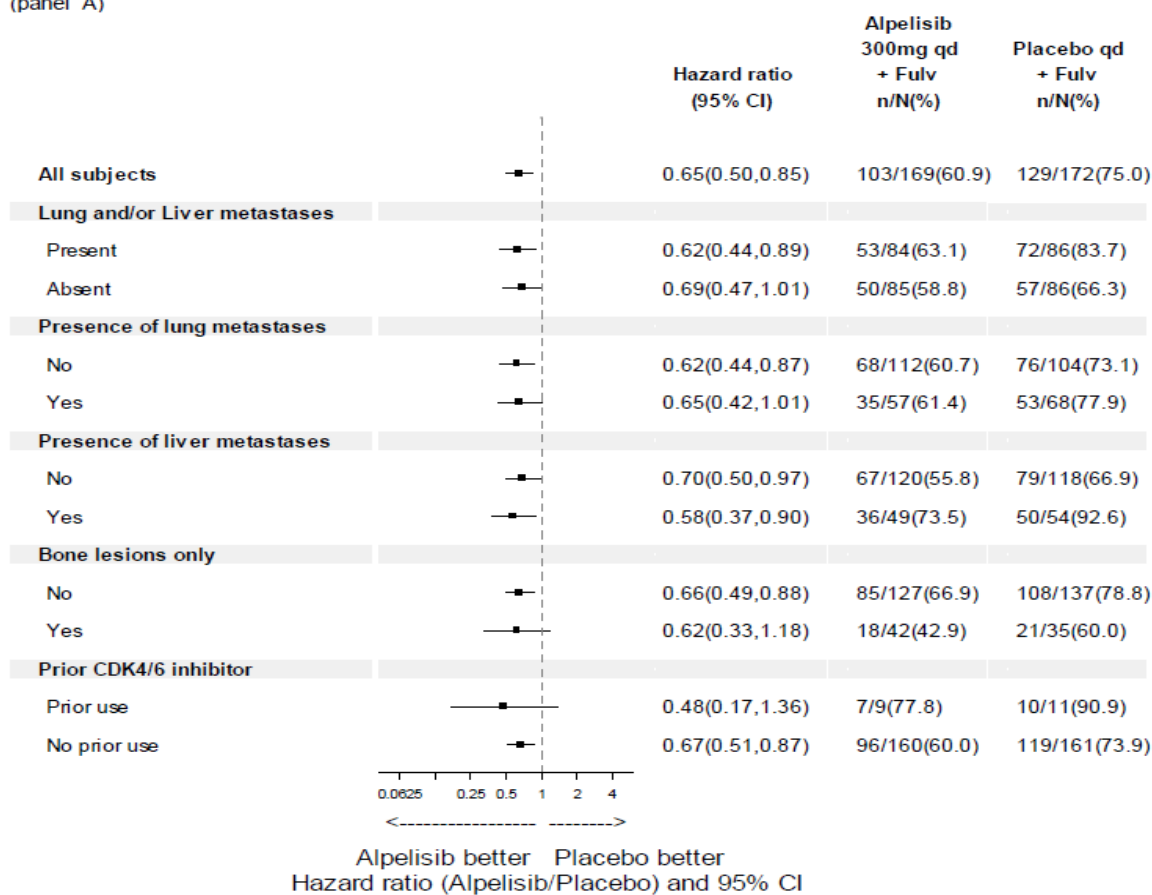 (panel A)
Alpelisib
300mg qd Placebo qd
Hazard ratio + Fulv + Fulv
(95% CI) n/N(%) n/N(%)
All subjects 0.65(0.50,0.85) 103/169(60.9) 129/172(75.0)
Lung and/or Liver metastases
Present 0.62(0.44,0.89) 53/84(63.1) 72/86(83.7)
Absent 0.69(0.47,1.01) 50/85(58.8) 57/86(66.3)
Presence of lung metastases
No 0.62(0.44,0.87) 68/112(60.7) 76/104(73.1)
Yes 0.65(0.42,1.01) 35/57(61.4) 53/68(77.9)
Presence of liver metastases
No 0.70(0.50,0.97) 67/120(55.8) 79/118(66.9)
Yes 0.58(0.37,0.90) 36/49(73.5) 50/54(92.6)
Bone lesions only
No 0.66(0.49,0.88) 85/127(66.9) 108/137(78.8)
Yes 0.62(0.33,1.18) 18/42(42.9) 21/35(60.0)
Prior CDK4/6 inhibitor
Prior use 0.48(0.17,1.36) 7/9(77.8) 10/11(90.9)
No prior use 0.67(0.51,0.87) 96/160(60.0) 119/161(73.9)
0.0625 0.25 0.5 1 2 4
<----------------- -------->
Alpelisib better Placebo better
Hazard ratio (Alpelisib/Placebo) and 95% CI